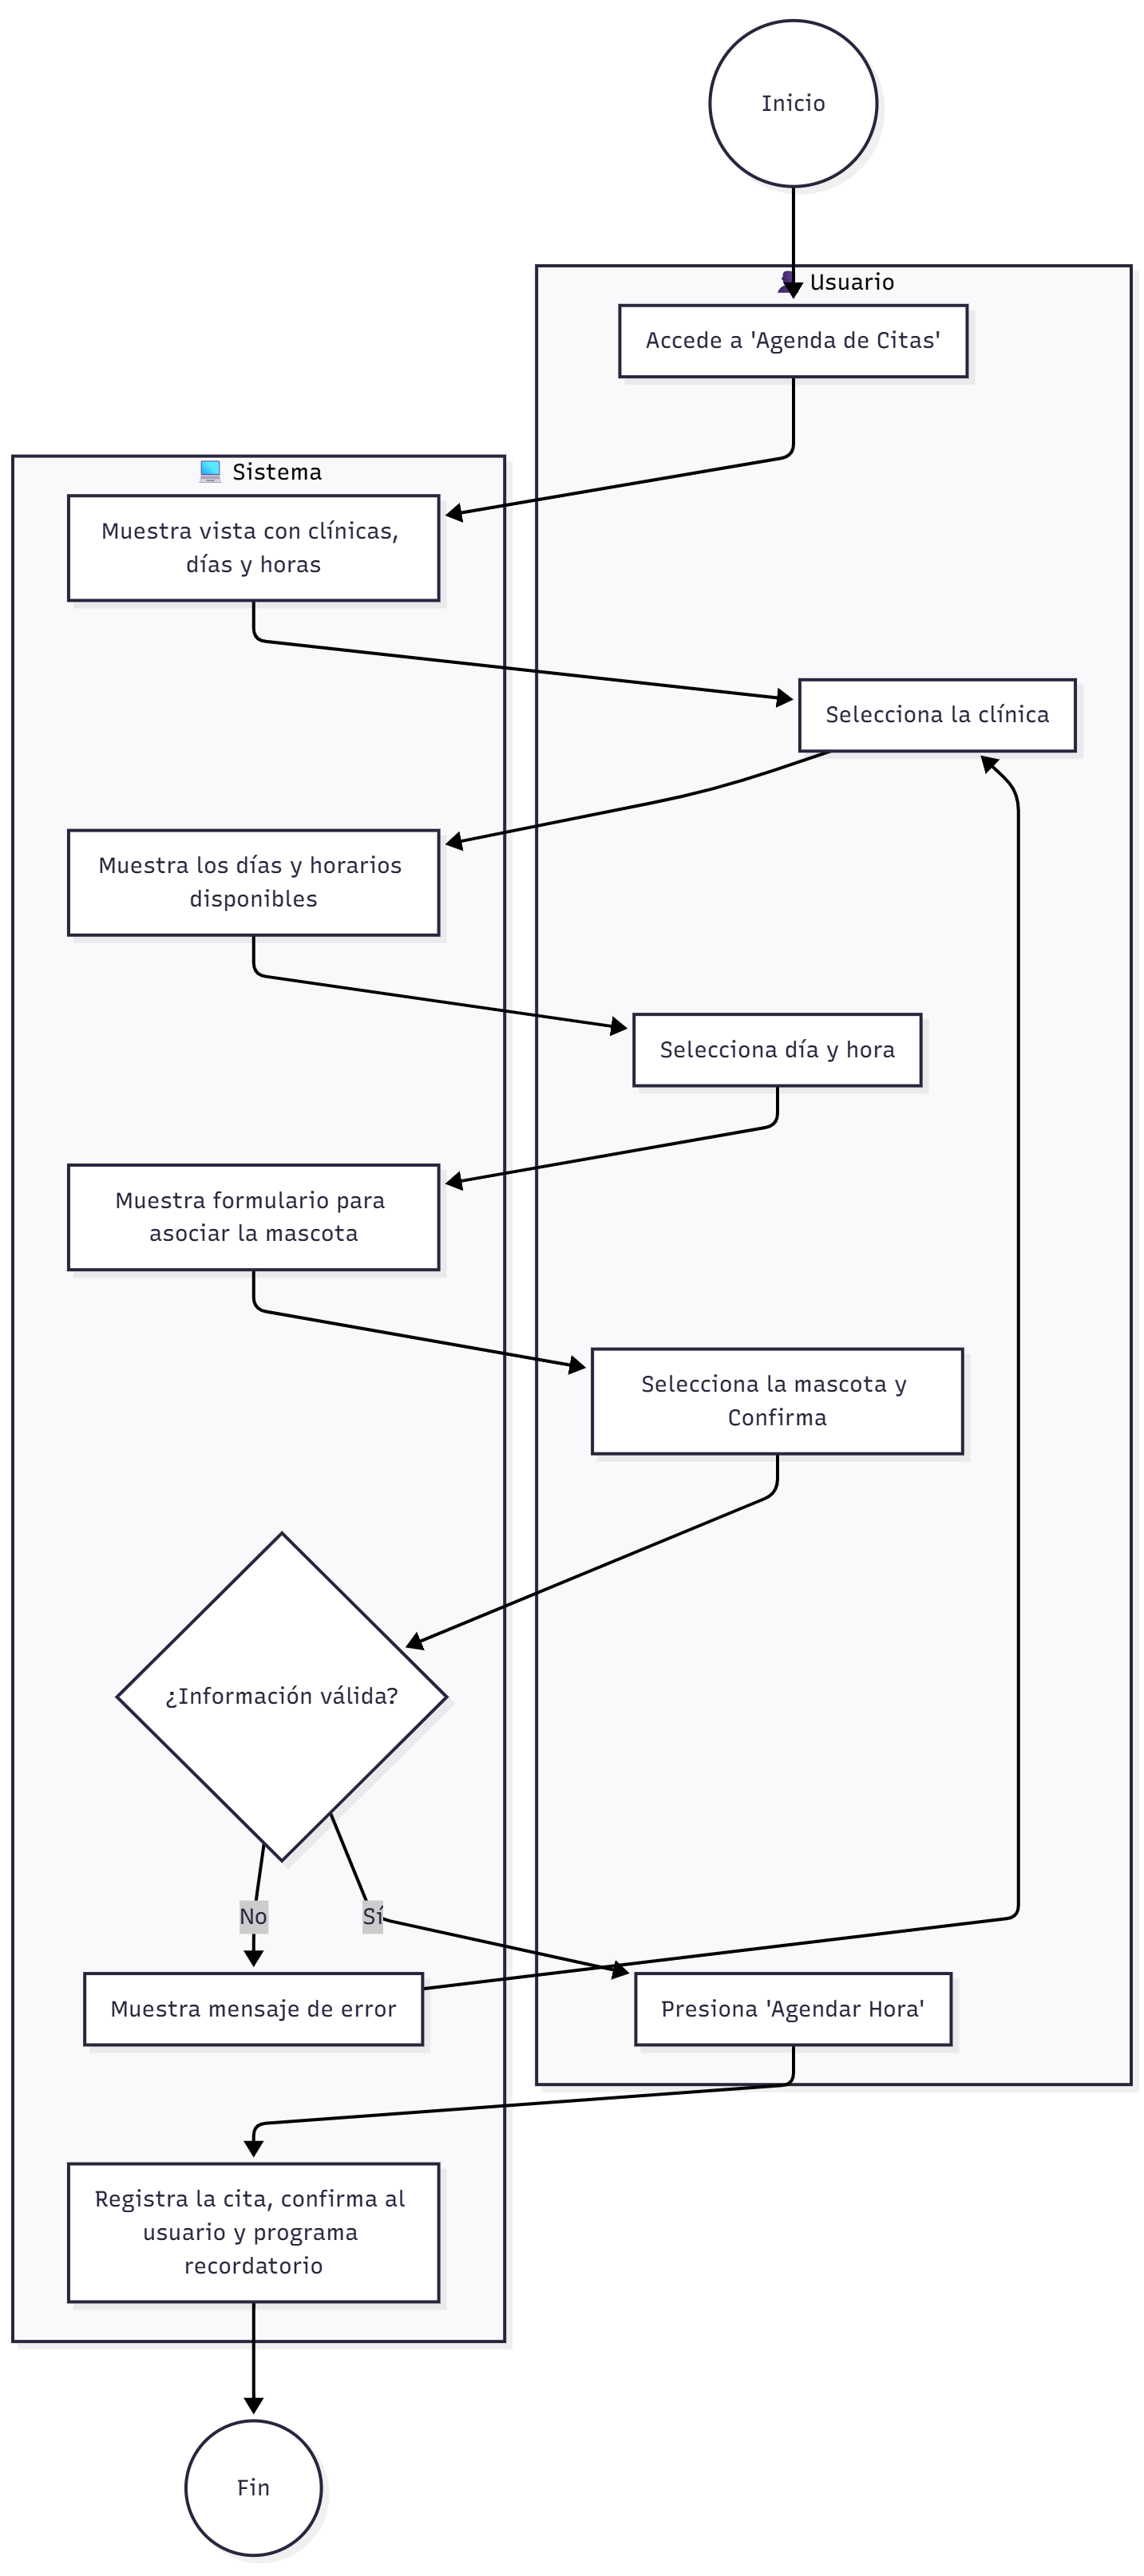 Inicio
Usuario
Accede a 'Agenda de Citas'
Sistema
Muestra vista con clínicas,
días y horas
Selecciona la clínica
Muestra los días y horarios
disponibles
Selecciona día y hora
Muestra formulario para
asociar la mascota
Selecciona la mascota y
Confirma
¿Información válida?
No
Sí
Muestra mensaje de error
Presiona 'Agendar Hora'
Registra la cita, confirma al
usuario y programa
recordatorio
Fin